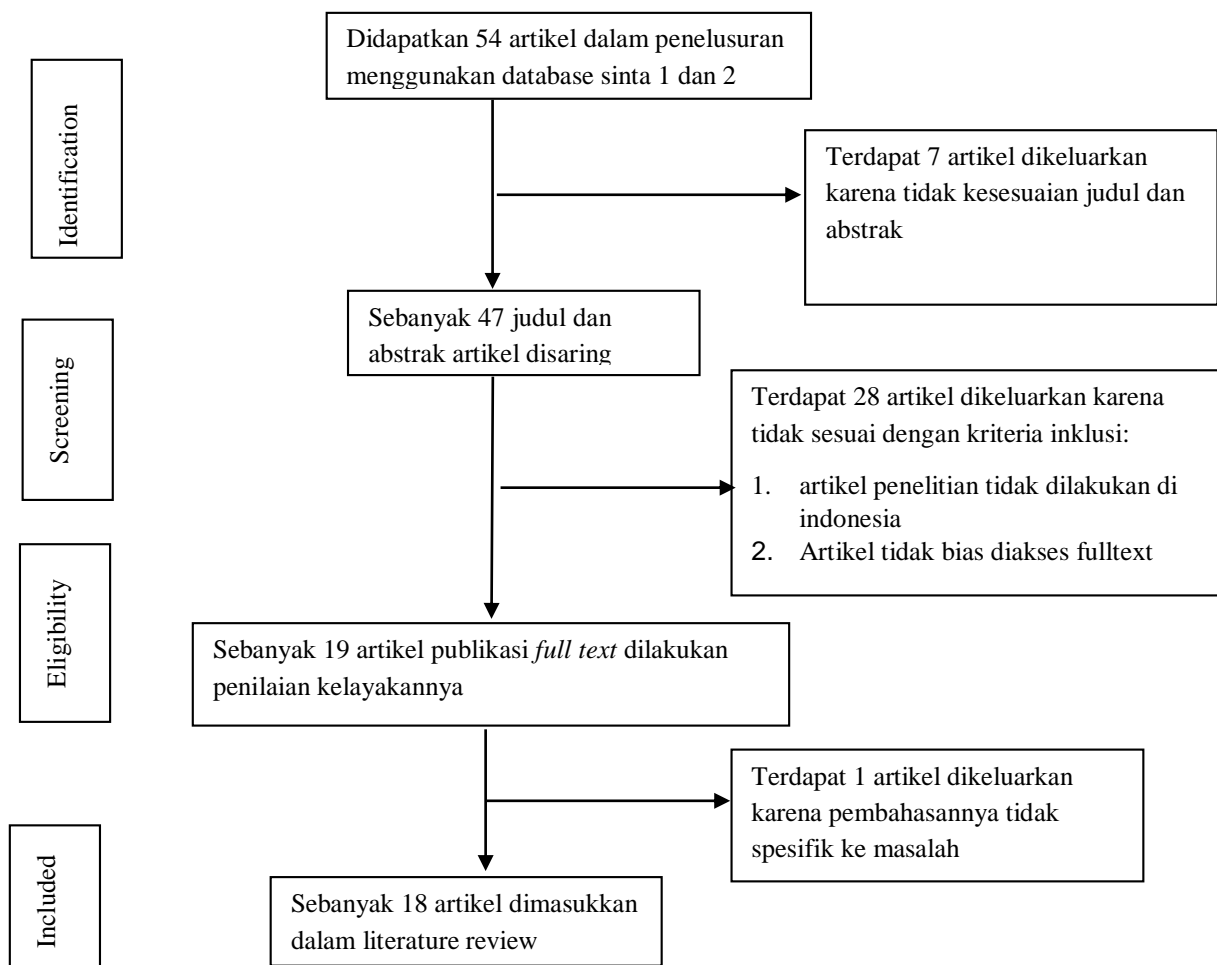 Didapatkan 54 artikel dalam penelusuran
menggunakan database sinta 1 dan 2
Identification
Terdapat 7 artikel dikeluarkan
karena tidak kesesuaian judul dan
abstrak
Sebanyak 47 judul dan
abstrak artikel disaring
Screening
Terdapat 28 artikel dikeluarkan karena
tidak sesuai dengan kriteria inklusi:
1. artikel penelitian tidak dilakukan di
indonesia
2. Artikel tidak bias diakses fulltext
Eligibility
Sebanyak 19 artikel publikasi full text dilakukan
penilaian kelayakannya
Terdapat 1 artikel dikeluarkan
karena pembahasannya tidak
spesifik ke masalah
Included
Sebanyak 18 artikel dimasukkan
dalam literature review